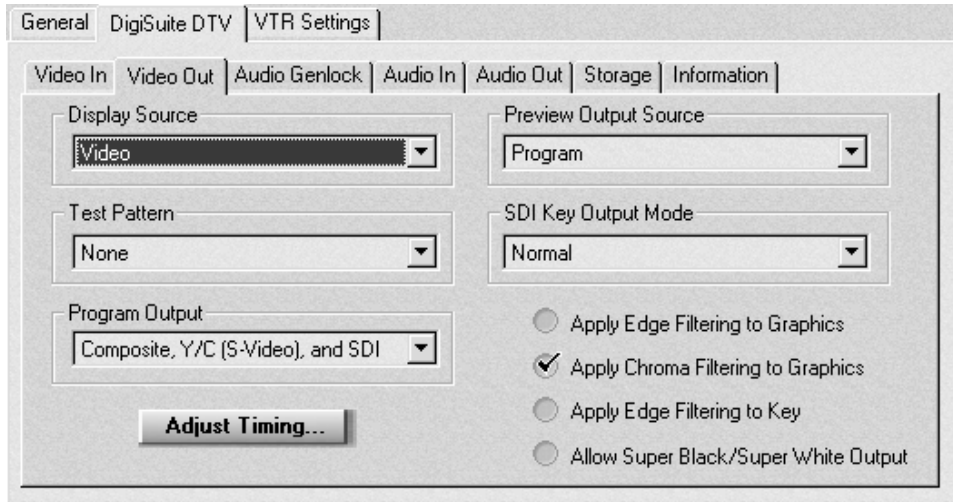 General DigiSuite DTV VTR Settings
Video In Video Out Audio Genlock Audio In Audio Out Storage Information
Display Source
Video
Preview Output Source
Program
Test Pattern
None
SDI Key Output Mode
Normal
Program Output
Composite, Y/C (S-Video), and SDI
Adjust Timing...
Apply Edge Filtering to Graphics
Apply Chroma Filtering to Graphics
Apply Edge Filtering to Key
Allow Super Black/Super White Output